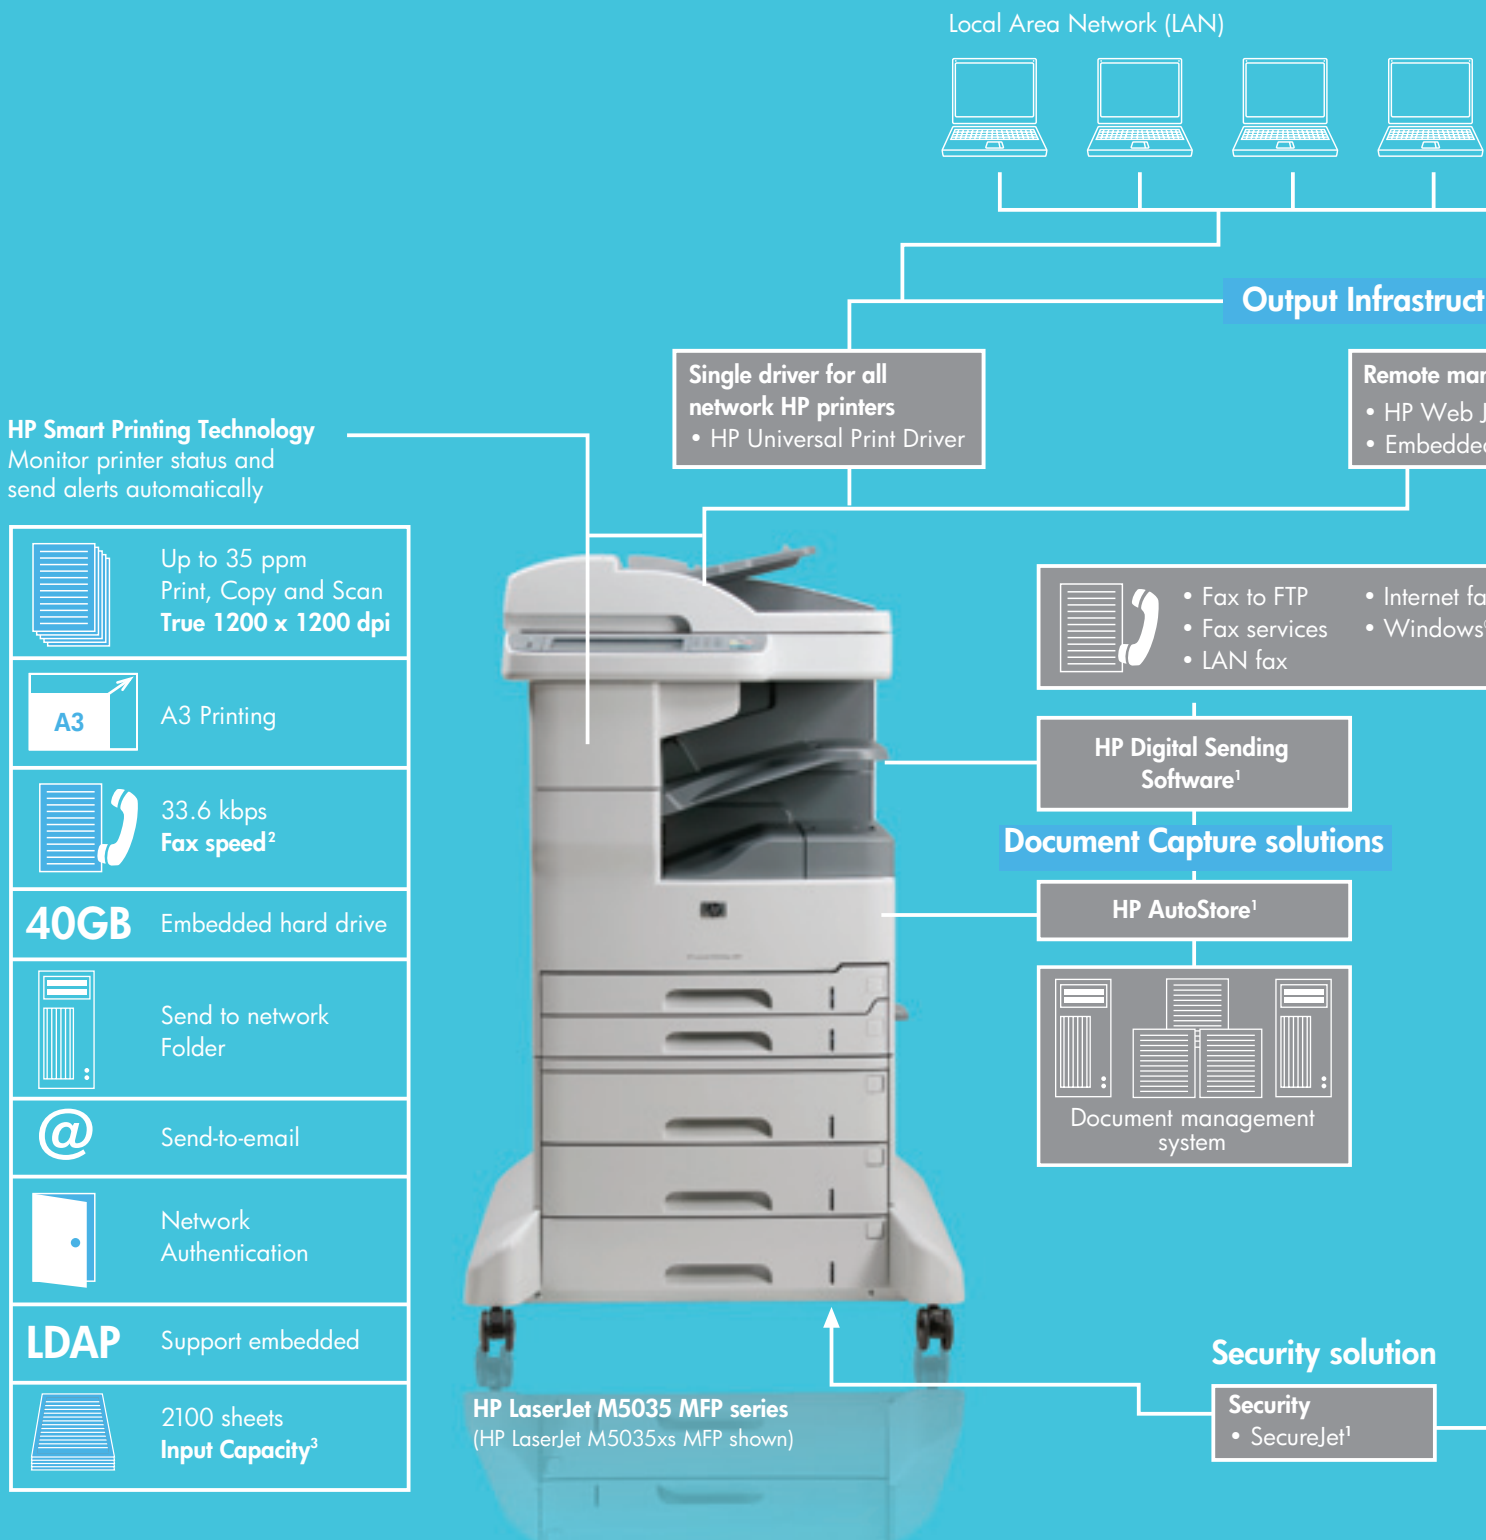 Local Area Network (LAN)
Output Infrastruct
Single driver for all
network HP printers
• HP Universal Print Driver
Remote mar
• HP Web J
• Embedded
HP Smart Printing Technology
Monitor printer status and
send alerts automatically
Up to 35 ppm
Print, Copy and Scan
True 1200 x 1200 dpi
A3
A3 Printing
33.6 kbps
Fax speed²
40GB
Embedded hard drive
Send to network
Folder
@
Send-to-email
Network
Authentication
LDAP
Support embedded
2100 sheets
Input Capacity³
• Fax to FTP
• Fax services
• LAN fax
• Internet fa
• Windows
HP Digital Sending
Software¹
Document Capture solutions
HP AutoStore¹
Document management
system
HP LaserJet M5035 MFP series
(HP LaserJet M5035xs MFP shown)
Security solution
Security
• SecureJet¹